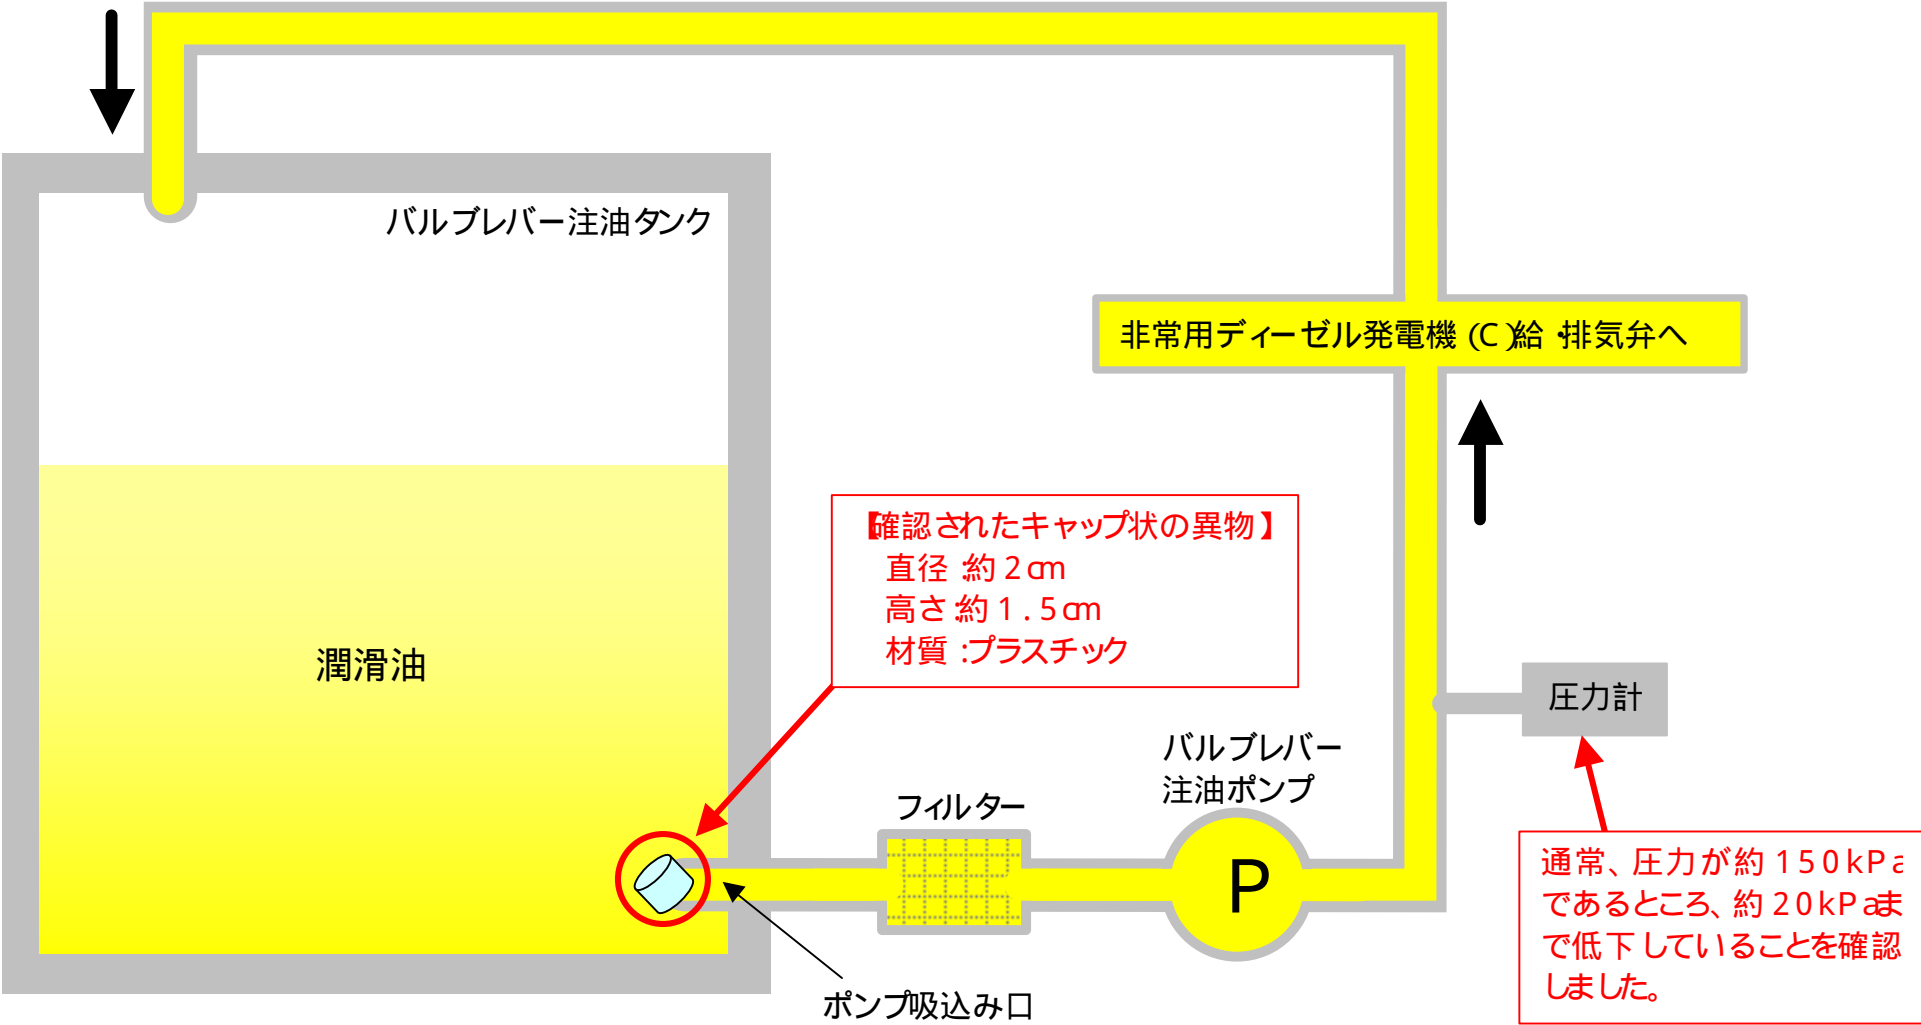 バルブレバー注油タンク
非常用ディーゼル発電機(C)給・排気弁へ
【確認されたキャップ状の異物】
直径:約2cm
高さ:約1.5cm
材質:プラスチック
潤滑油
圧力計
バルブレバー
注油ポンプ
フィルター
P
通常、圧力が約150kPa
であるところ、約20kPaま
で低下していることを確認
しました。
ポンプ吸込み口